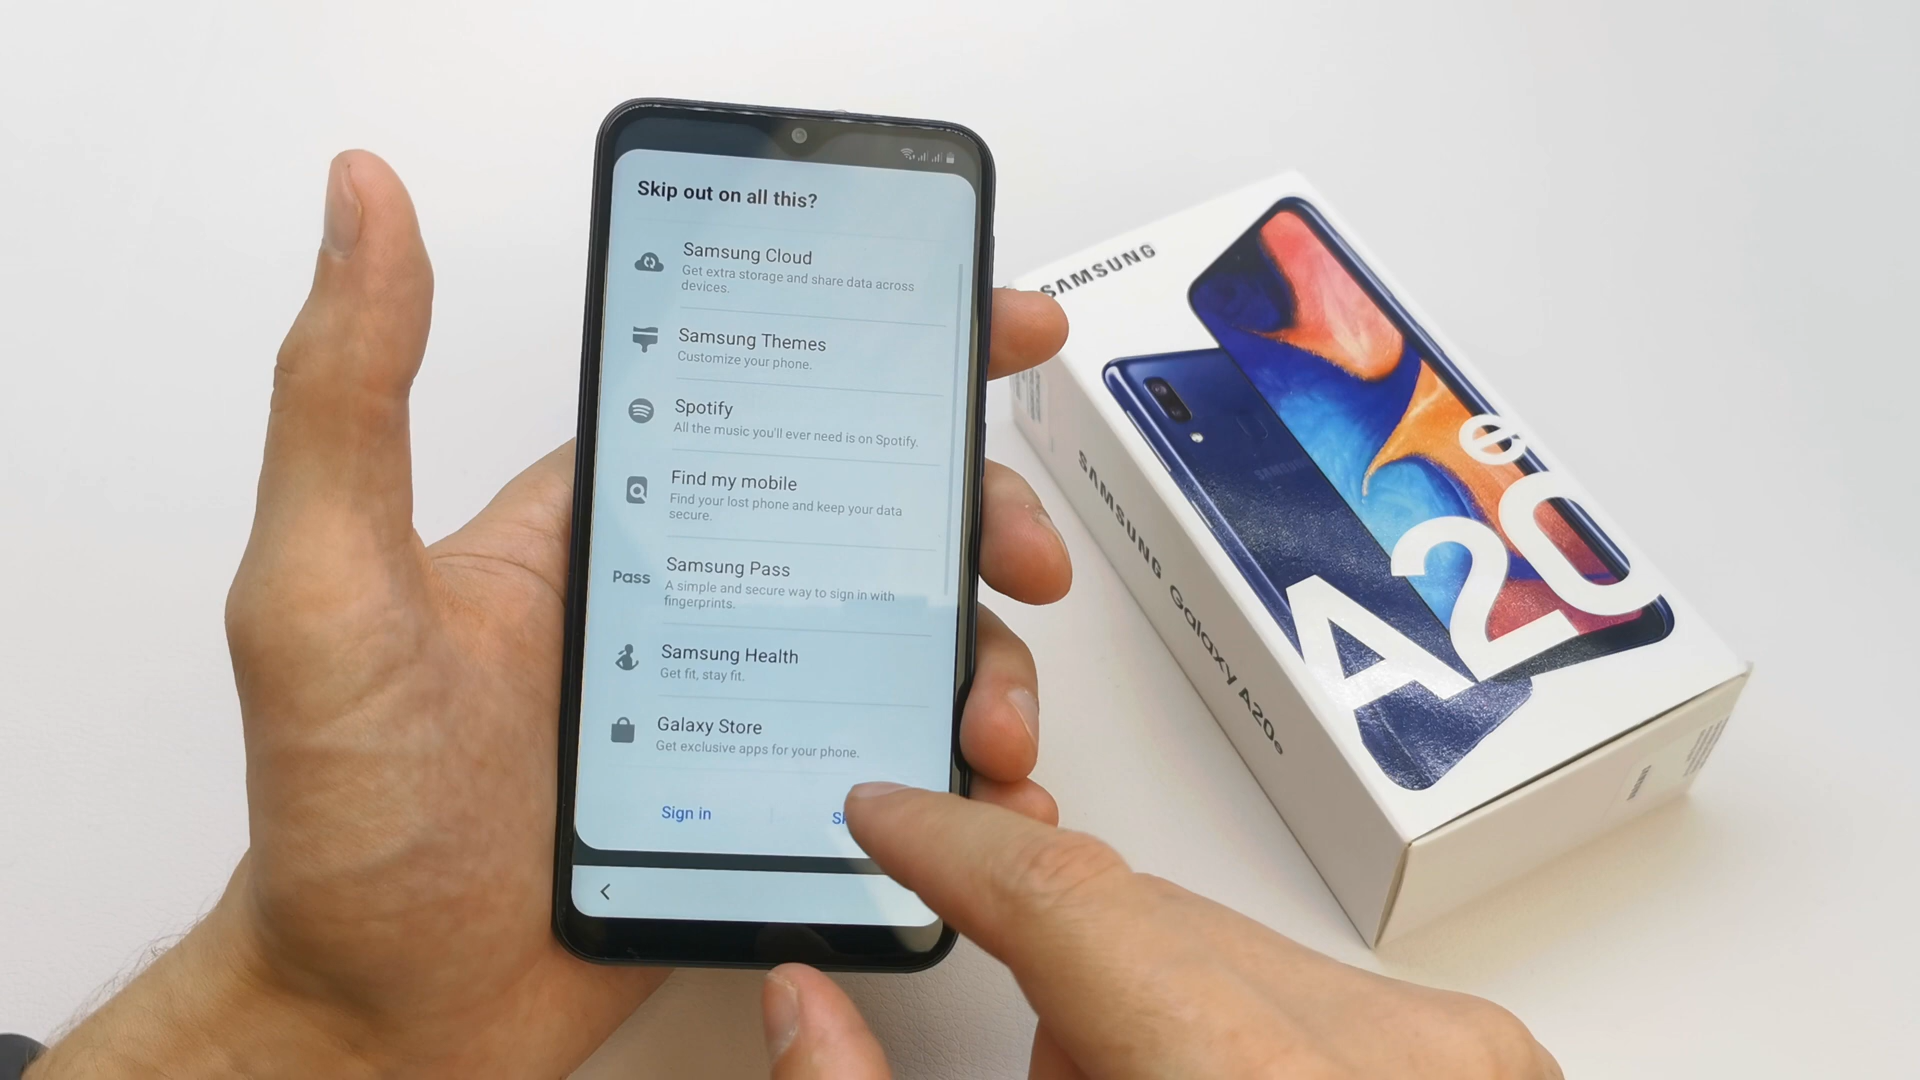 Skip out on all this?
Samsung Cloud
Get extra storage and share data across
devices.
Samsung Themes
Customize your phone.
Spotify
All the music you'll ever need is on Spotify.
Find my mobile
Find your lost phone and keep your data
secure.
Pass
Samsung Pass
A simple and secure way to sign in with
fingerprints.
Samsung Health
Get fit, stay fit.
Galaxy Store
Get exclusive apps for your phone.
Sign in
SAMSUNG
SAMSUNG
A20e
SAMSUNG Galaxy A20e
SAMSUNG